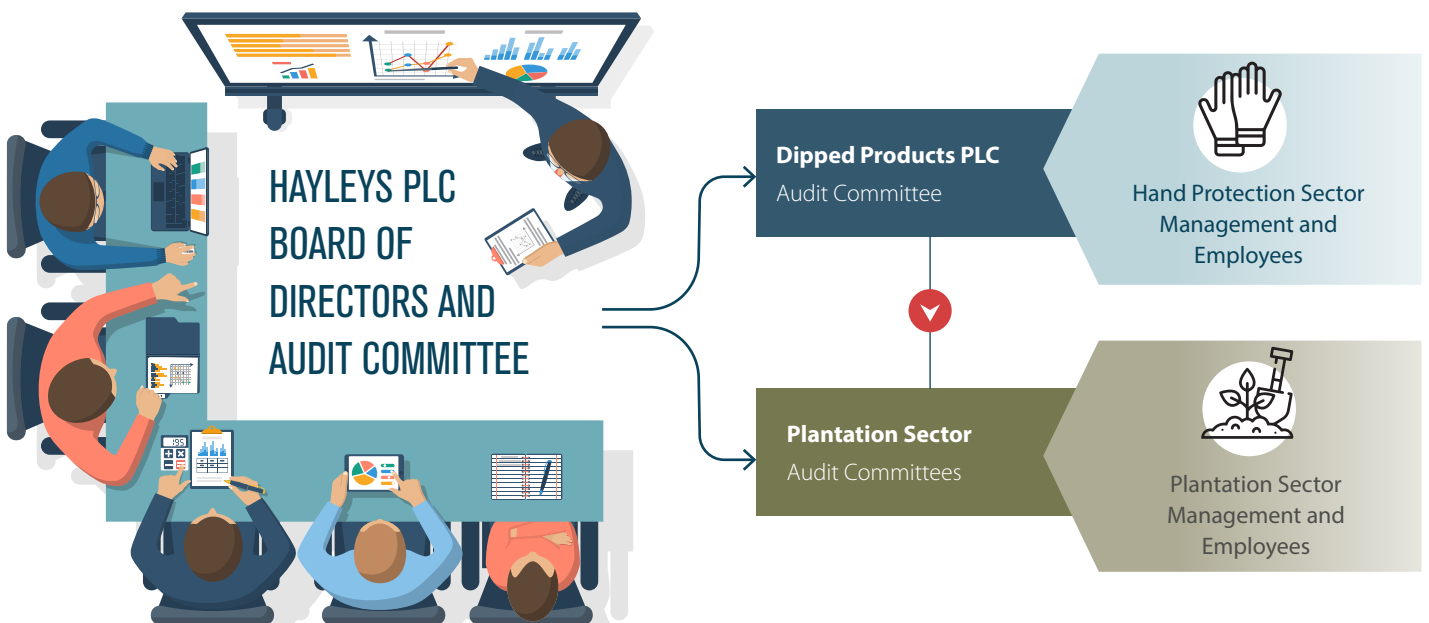 HAYLEYS PLC
BOARD OF
DIRECTORS AND
AUDIT COMMITTEE
Dipped Products PLC
Audit Committee
Hand Protection Sector
Management and
Employees
Plantation Sector
Audit Committees
Plantation Sector
Management and
Employees
195